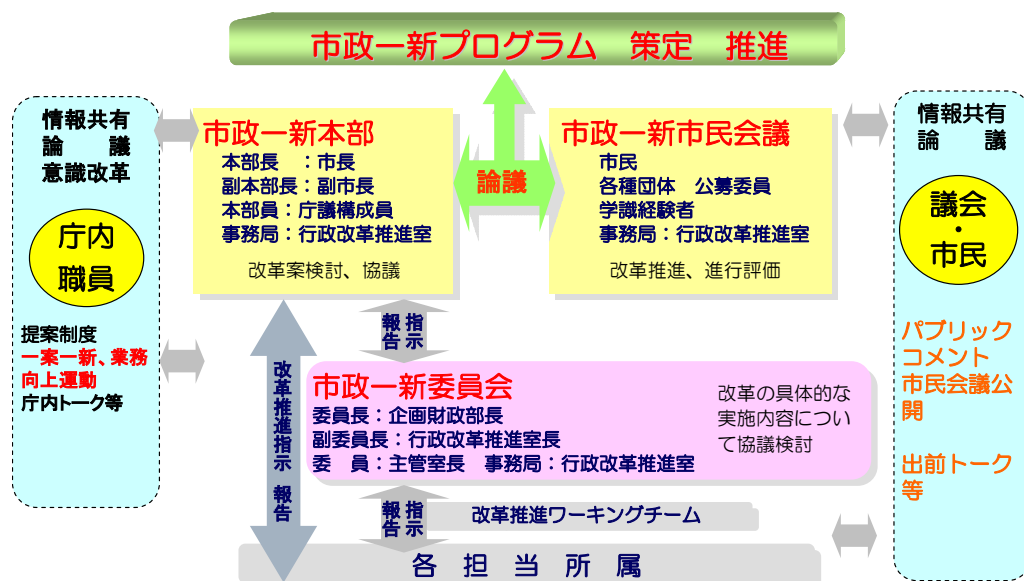 市政一新プログラム　策定　推進
情報共有
論　　議
意識改革
庁内
職員
提案制度
一案一新、業務
向上運動
庁内トーク等
市政一新本部
本部長　：市長
副本部長：副市長
本部員：庁議構成員
事務局：行政改革推進室
改革案検討、協議
論議
市政一新市民会議
市民
各種団体　公募委員
学識経験者
事務局：行政改革推進室
改革推進、進行評価
情報共有
論　　議
議会
・
市民
パブリック
コメント
市民会議公
開
出前トーク
等
改革推進指示　報告
報告
指示
市政一新委員会
委員長：企画財政部長
副委員長：行政改革推進室長
委　員：主管室長　事務局：行政改革推進室
改革の具体的な
実施内容につい
て協議検討
報告
指示
改革推進ワーキングチーム
各　担　当　所　属